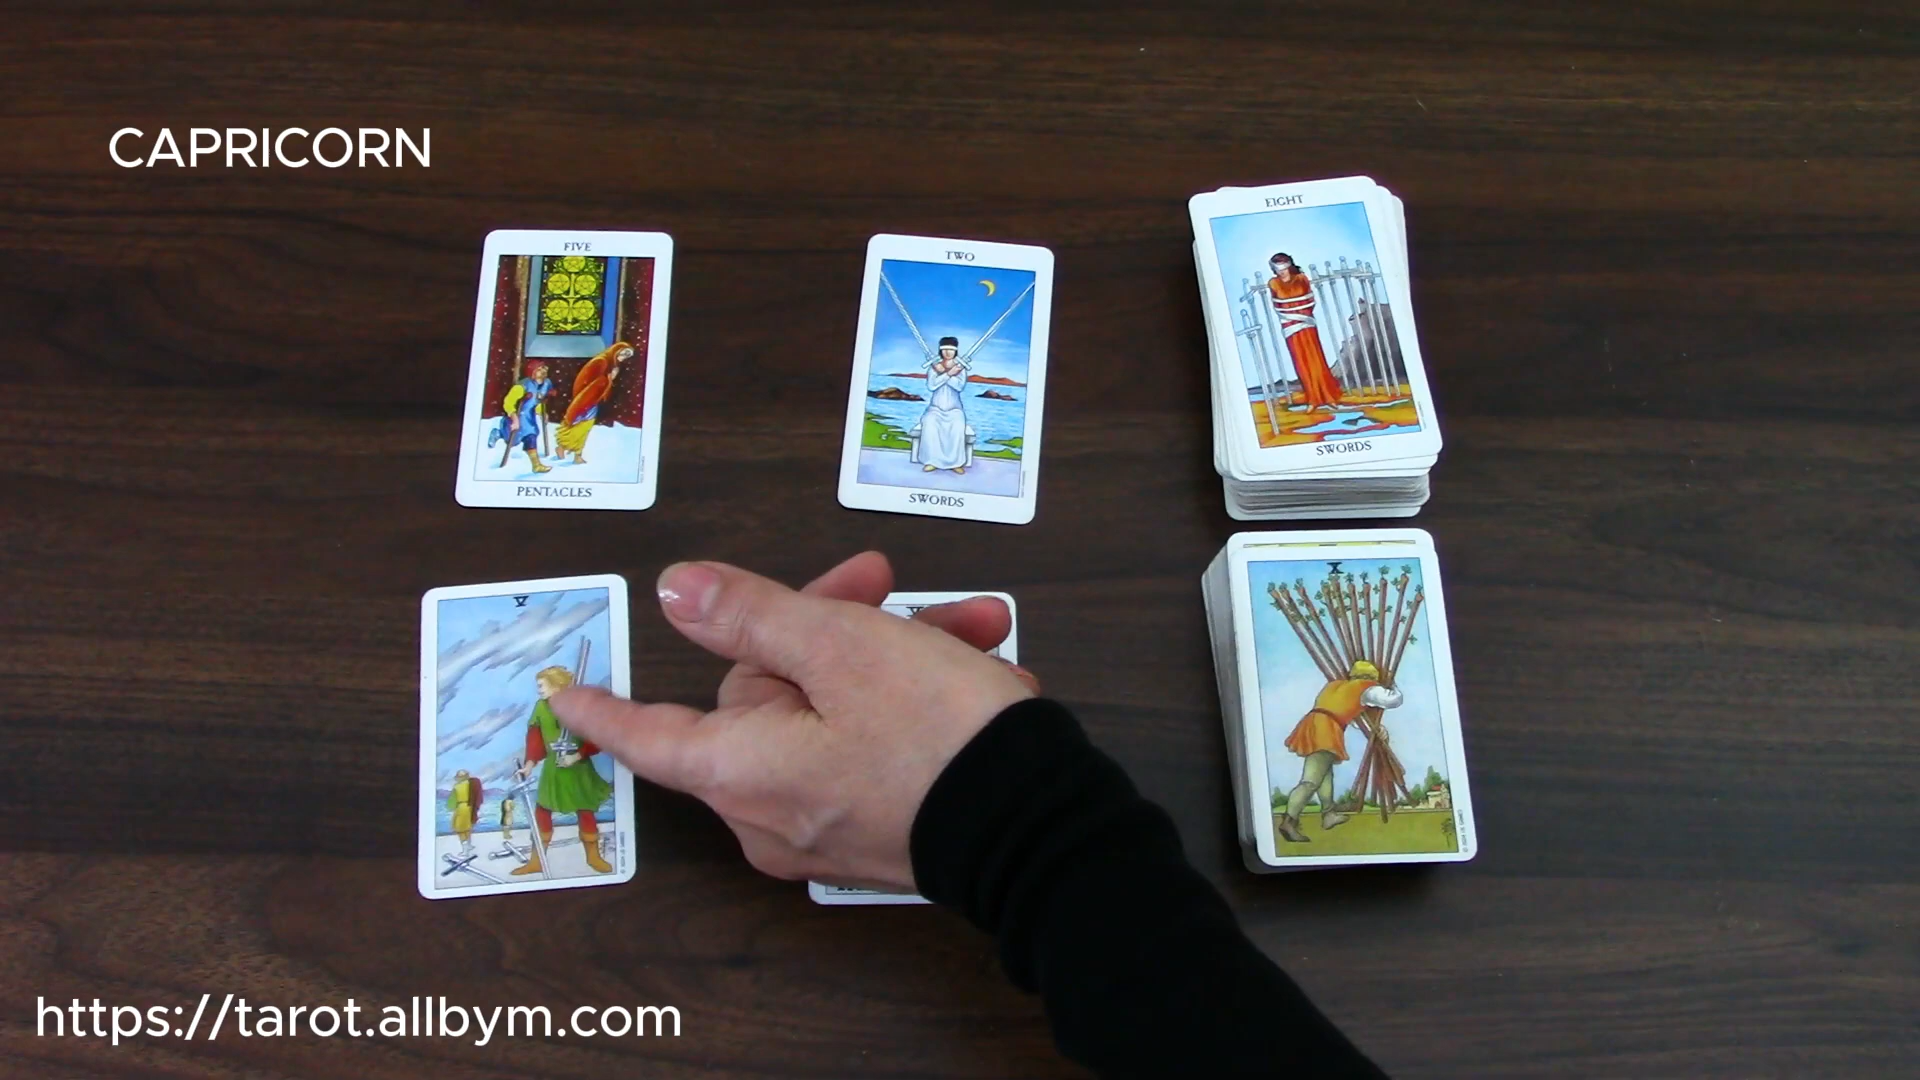 CAPRICORN
FIVE
PENTACLES
TWO
SWORDS
EIGHT
SWORDS
V
X
https://tarot.allbym.com